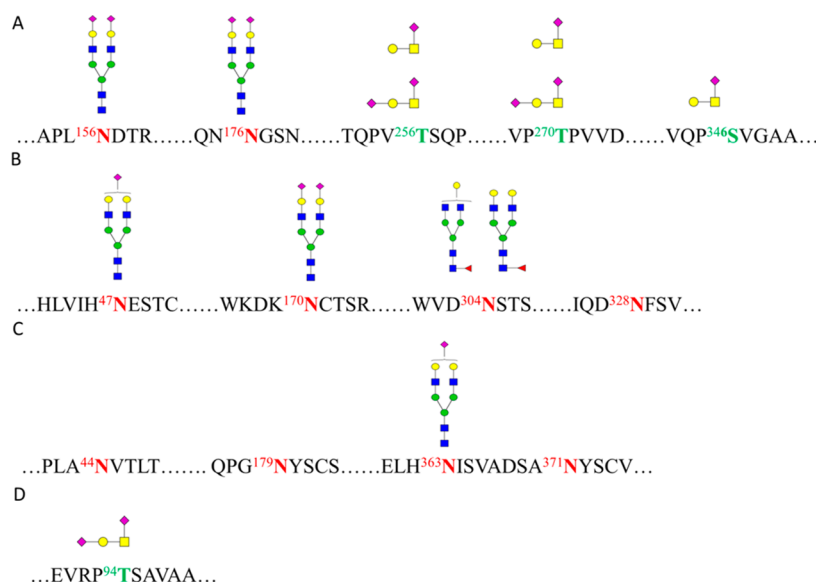 A
…APL156NDTR……QN176NGSN……TQPV256TSQP…...VP270TPVVD……VQP346SVGAA…
B
…HLVIH47NESTC……WKDK170NCTSR……WVD304NSTS……IQD328NFSV…
C
…PLA44NVTLT……. QPG179NYSCS……ELH363NISVADSA371NYSCV…
D
…EVRP94TSAVAA…